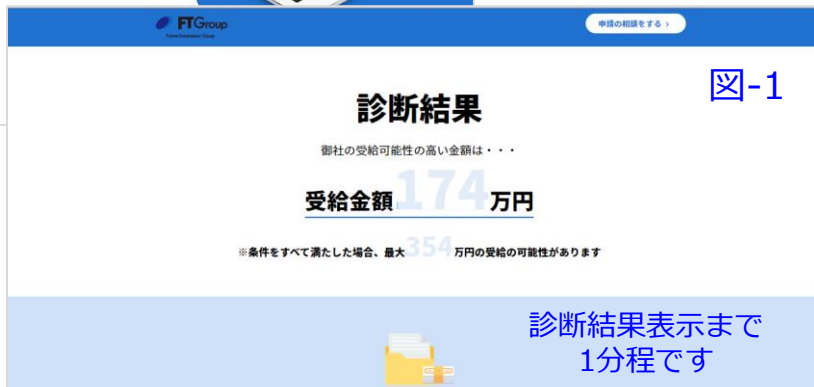 FTGroup
申請の相談をする ›
図-1
診断結果
御社の受給可能性の高い金額は・・・
受給金額 174 万円
※条件をすべて満たした場合、最大 354 万円の受給の可能性があります
診断結果表示まで
1分程です